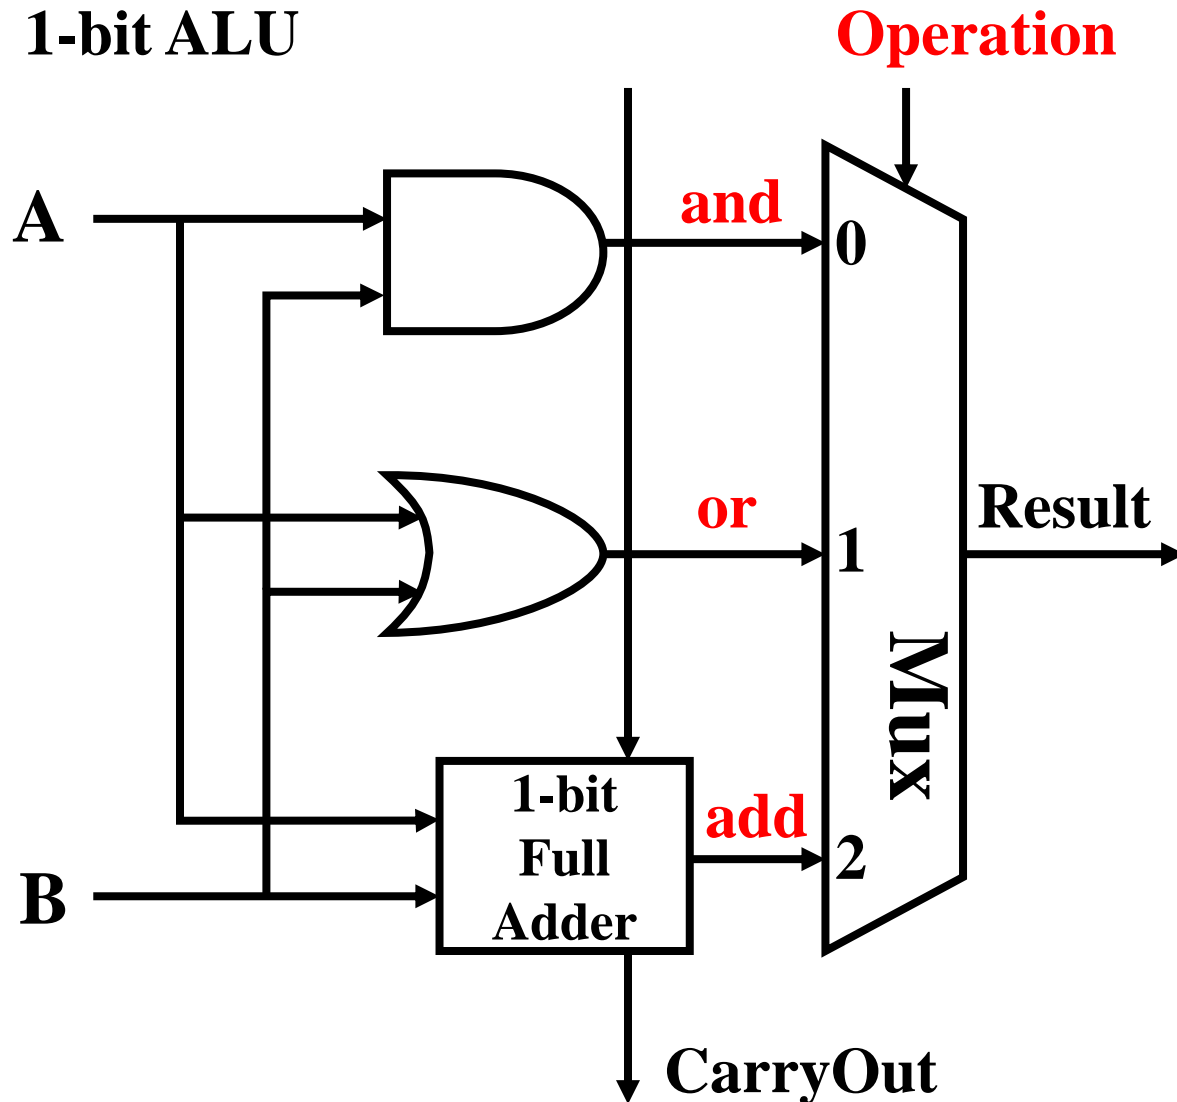 1-bit ALU
Operation
A
and
0
or
1
Result
Mux
1-bit
Full
Adder
add
2
B
CarryOut